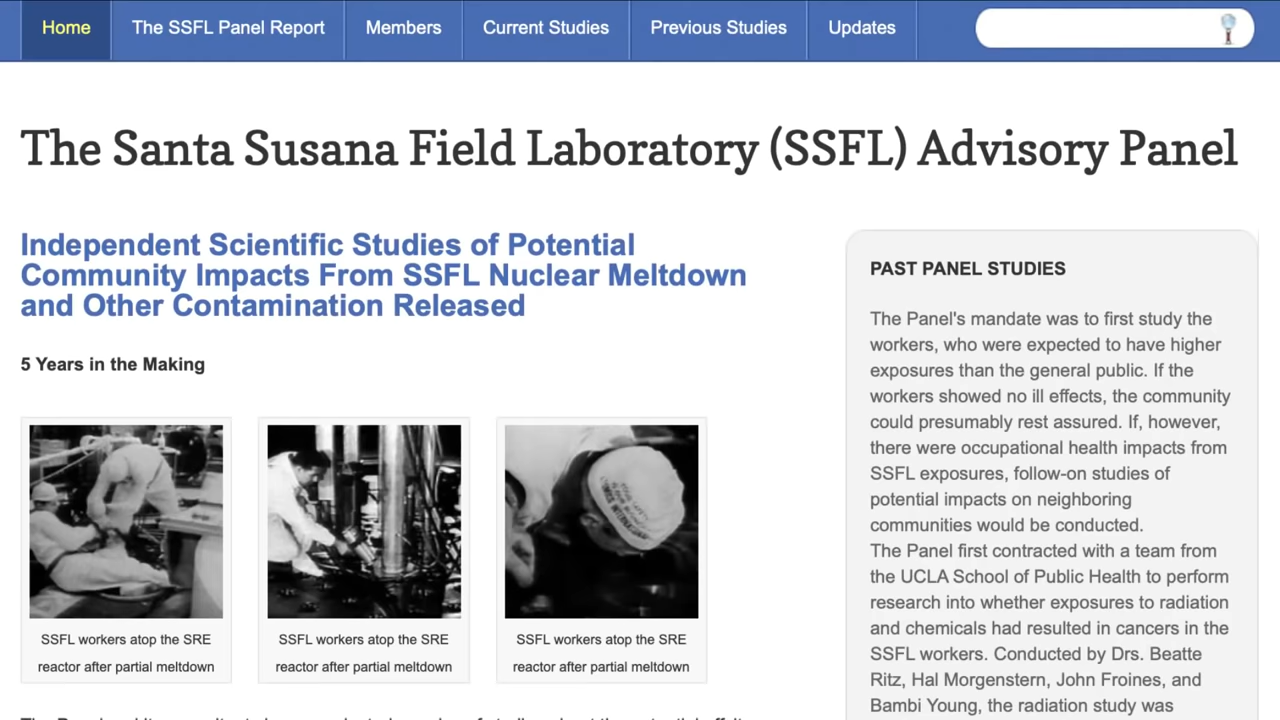 Home The SSFL Panel Report Members Current Studies Previous Studies Updates
The Santa Susana Field Laboratory (SSFL) Advisory Panel
Independent Scientific Studies of Potential
Community Impacts From SSFL Nuclear Meltdown
and Other Contamination Released
5 Years in the Making
SSFL workers atop the SRE
reactor after partial meltdown
SSFL workers atop the SRE
reactor after partial meltdown
SSFL workers atop the SRE
reactor after partial meltdown
PAST PANEL STUDIES
The Panel's mandate was to first study the
workers, who were expected to have higher
exposures than the general public. If the
workers showed no ill effects, the community
could presumably rest assured. If, however,
there were occupational health impacts from
SSFL exposures, follow-on studies of
potential impacts on neighboring
communities would be conducted.
The Panel first contracted with a team from
the UCLA School of Public Health to perform
research into whether exposures to radiation
and chemicals had resulted in cancers in the
SSFL workers. Conducted by Drs. Beatte
Ritz, Hal Morgenstern, John Froines, and
Bambi Young, the radiation study was